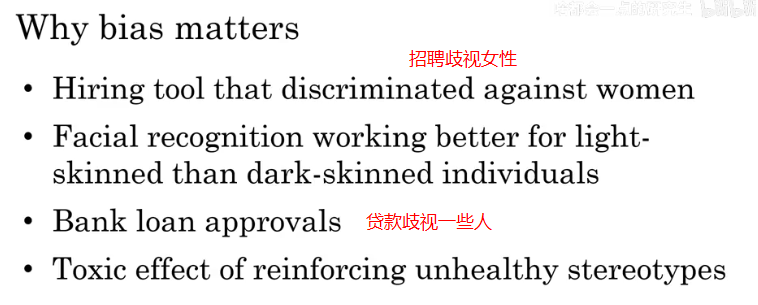 Why bias matters
招聘歧视女性
• Hiring tool that discriminated against women
• Facial recognition working better for light-
skinned than dark-skinned individuals
• Bank loan approvals 贷款歧视一些人
• Toxic effect of reinforcing unhealthy stereotypes